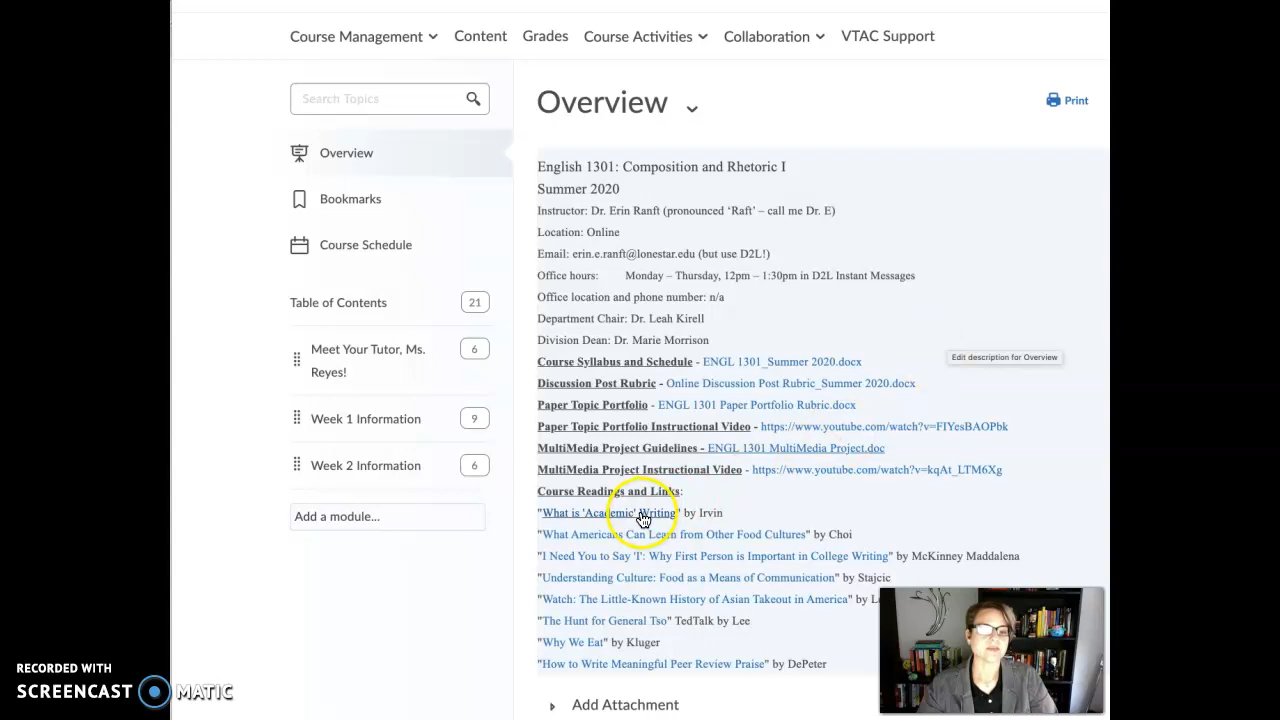 Course Management Content Grades Course Activities Collaboration VTAC Support
Search Topics
Overview
Bookmarks
Course Schedule
Table of Contents 21
Meet Your Tutor, Ms. Reyes! 6
Week 1 Information 9
Week 2 Information 6
Add a module...
Overview
Print
English 1301: Composition and Rhetoric I
Summer 2020
Instructor: Dr. Erin Ranft (pronounced ‘Raft’ – call me Dr. E)
Location: Online
Email: erin.e.ranft@lonestar.edu (but use D2L!)
Office hours: Monday – Thursday, 12pm – 1:30pm in D2L Instant Messages
Office location and phone number: n/a
Department Chair: Dr. Leah Kirell
Division Dean: Dr. Marie Morrison
Edit description for Overview
Course Syllabus and Schedule - ENGL 1301_Summer 2020.docx
Discussion Post Rubric - Online Discussion Post Rubric_Summer 2020.docx
Paper Topic Portfolio - ENGL 1301 Paper Portfolio Rubric.docx
Paper Topic Portfolio Instructional Video - https://www.youtube.com/watch?v=FIYesBAOPbk
MultiMedia Project Guidelines - ENGL 1301 MultiMedia Project.doc
MultiMedia Project Instructional Video - https://www.youtube.com/watch?v=kqAt_LTM6Xg
Course Readings and Links:
"What is 'Academic' Writing" by Irvin
"What Americans Can Learn from Other Food Cultures" by Choi
"I Need You to Say 'I': Why First Person is Important in College Writing" by McKinney Maddalena
"Understanding Culture: Food as a Means of Communication" by Stajcic
"Watch: The Little-Known History of Asian Takeout in America" by
"The Hunt for General Tso" TedTalk by Lee
"Why We Eat" by Kluger
"How to Write Meaningful Peer Review Praise" by DePeter
Add Attachment
RECORDED WITH
SCREENCAST MATIC